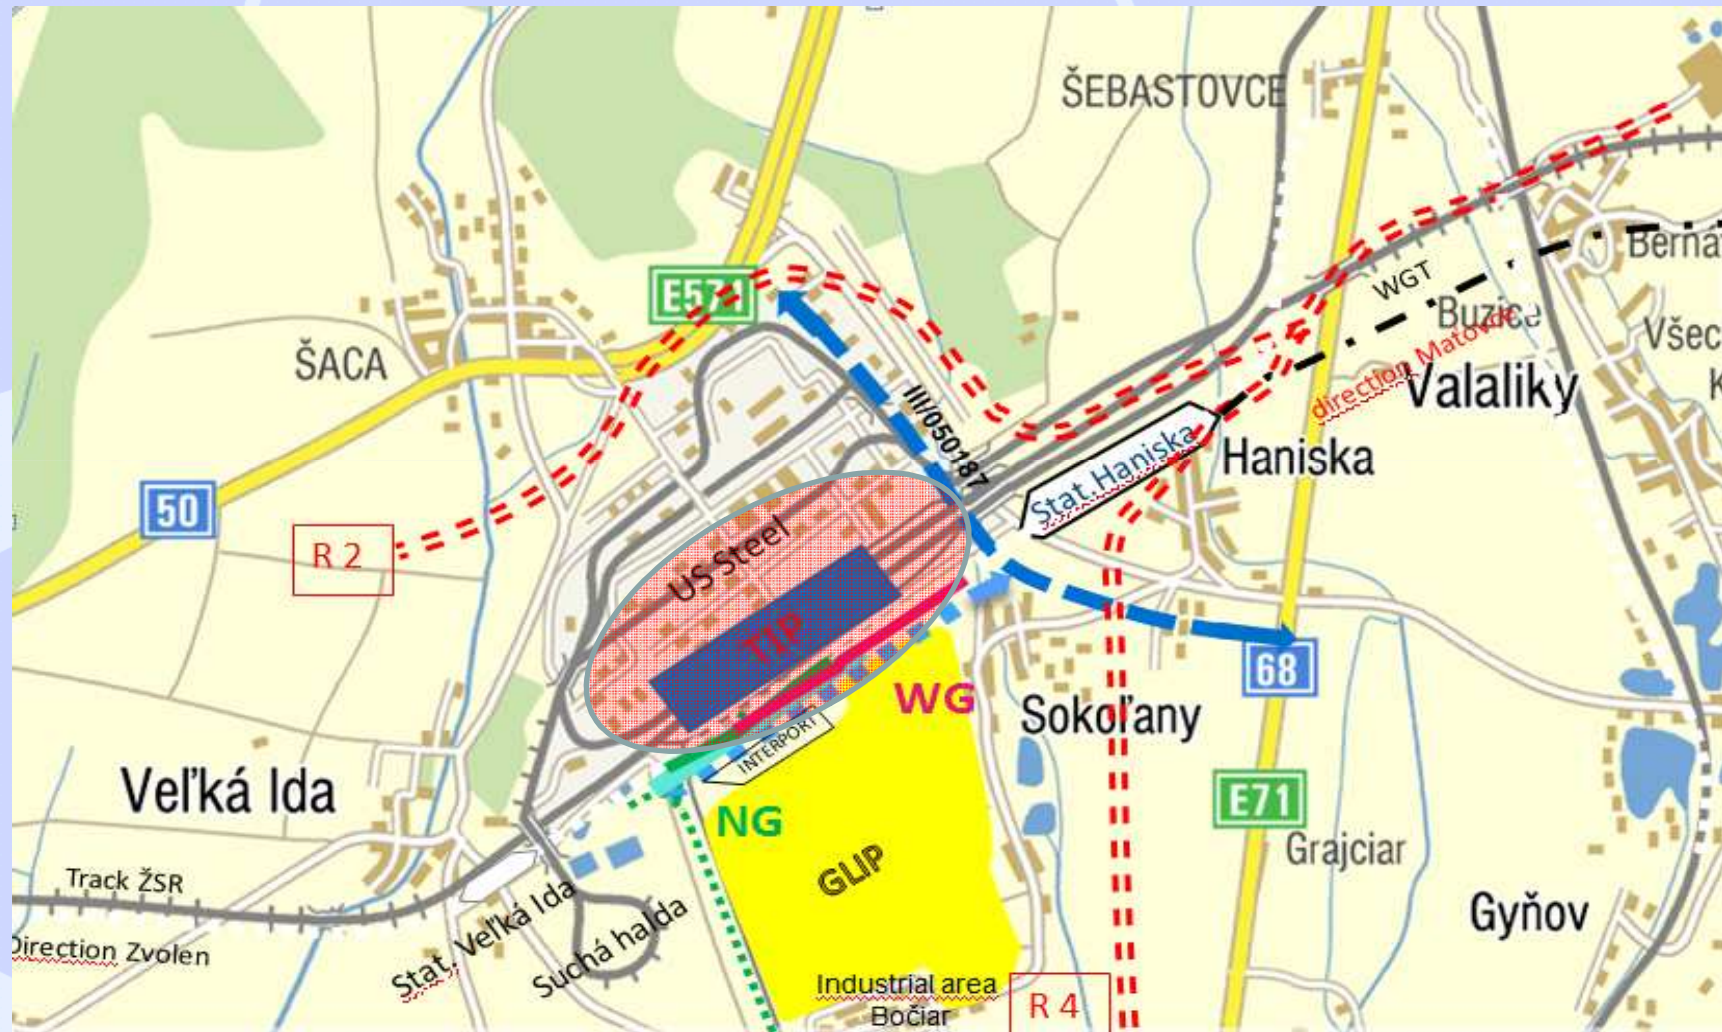 ŠEBASTOVCE
Berná
WGT
E571
Buzice
Všec
K
direction Maťovce
ŠACA
Valaliky
III/050187
Stat. Haniska
Haniska
50
R 2
US Steel
TIP
68
WG
Sokoľany
INTERPORT
Veľká Ida
NG
E71
Grajciar
GLIP
Track ŽSR
Gyňov
Direction Zvolen
Stat. Veľká Ida
Suchá halda
Industrial area
Bočiar
R 4